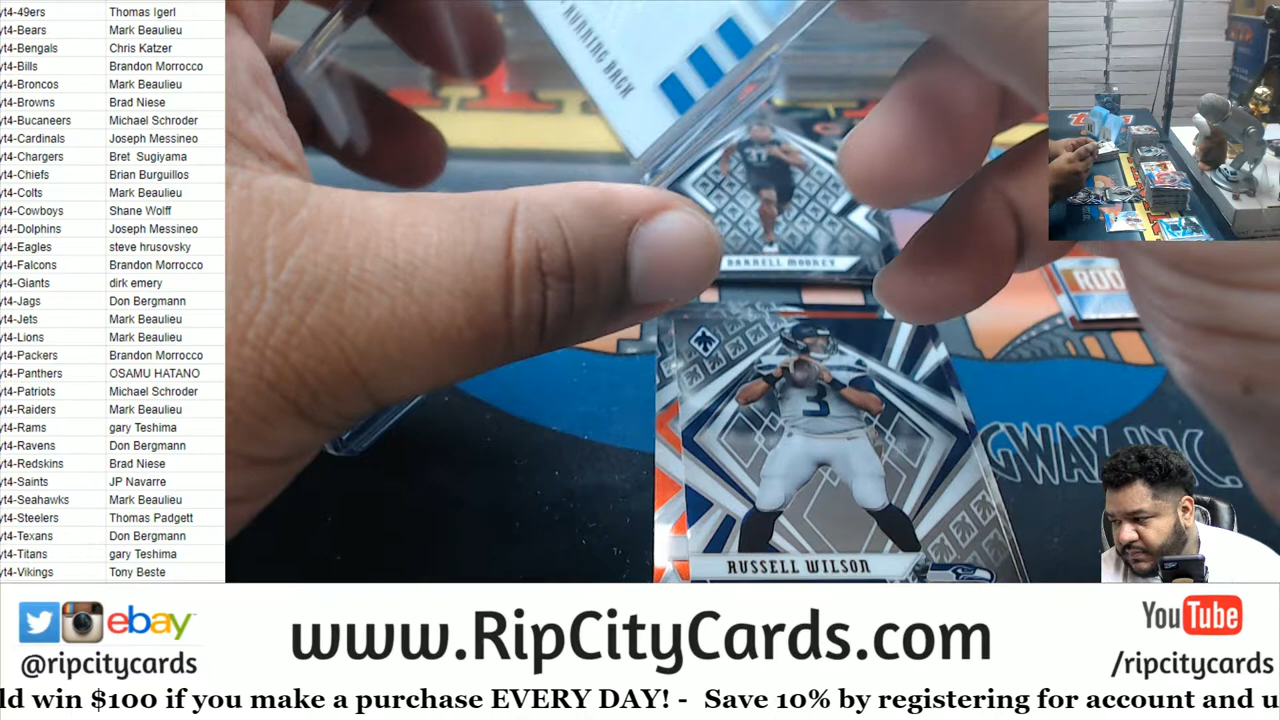 yt4-49ers Thomas Igerl
yt4-Bears Mark Beaulieu
yt4-Bengals Chris Katzer
yt4-Bills Brandon Morrocco
yt4-Broncos Mark Beaulieu
yt4-Browns Brad Niese
yt4-Bucaneers Michael Schroder
yt4-Cardinals Joseph Messineo
yt4-Chargers Bret Sugiyama
yt4-Chiefs Brian Burguillos
yt4-Colts Mark Beaulieu
yt4-Cowboys Shane Wolff
yt4-Dolphins Joseph Messineo
yt4-Eagles steve hrusovsky
yt4-Falcons Brandon Morrocco
yt4-Giants dirk emery
yt4-Jags Don Bergmann
yt4-Jets Mark Beaulieu
yt4-Lions Mark Beaulieu
yt4-Packers Brandon Morrocco
yt4-Panthers OSAMU HATANO
yt4-Patriots Michael Schroder
yt4-Raiders Mark Beaulieu
yt4-Rams gary Teshima
yt4-Ravens Don Bergmann
yt4-Redskins Brad Niese
yt4-Saints JP Navarre
yt4-Seahawks Mark Beaulieu
yt4-Steelers Thomas Padgett
yt4-Texans Don Bergmann
yt4-Titans gary Teshima
yt4-Vikings Tony Beste
RUNNING BACK
DARNELL MOONEY
ROO
3
RUSSELL WILSON
GWAY, INC.
ebay
@ripcitycards
www.RipCityCards.com
YouTube
/ripcitycards
ld win $100 if you make a purchase EVERY DAY! - Save 10% by registering for account and u